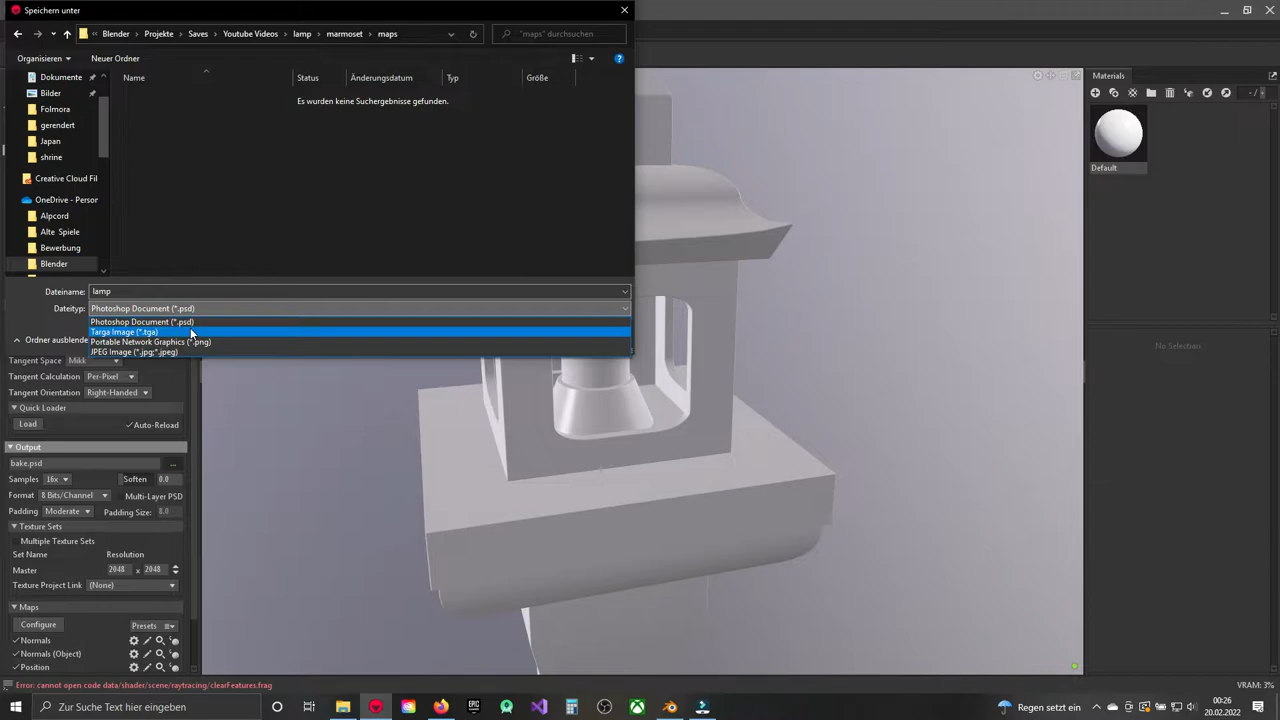 Speichern unter
Blender Projekte Saves Youtube Videos lamp marmoset maps "maps" durchsuchen
Organisieren Neuer Ordner
Dokumente
Bilder
Folmora
gerendert
Japan
shrine
Creative Cloud Fil
OneDrive - Person
Alpcord
Alte Spiele
Bewerbung
Blender
Name Status Änderungsdatum Typ Größe
Es wurden keine Suchergebnisse gefunden.
Dateiname: lamp
Dateityp: Photoshop Document (*.psd)
Photoshop Document (*.psd)
Targa Image (*.tga)
Portable Network Graphics (*.png)
JPEG Image (*.jpg;*.jpeg)
Ordner ausblende
Tangent Space Mikk
Tangent Calculation Per-Pixel
Tangent Orientation Right-Handed
Quick Loader
Load Auto-Reload
Output
bake.psd ...
Samples 16x Soften 0.0
Format 8 Bits/Channel Multi-Layer PSD
Padding Moderate Padding Size: 8.0
Texture Sets
Multiple Texture Sets
Set Name Resolution
Master 2048 x 2048
Texture Project Link (None)
Maps
Configure Presets
Normals
Normals (Object)
Position
Materials
- /
Default
No Selection
Error: cannot open code data/shader/scene/raytracing/clearFeatures.frag
VRAM: 3%
Zur Suche Text hier eingeben
Regen setzt ein
00:26
20.02.2022